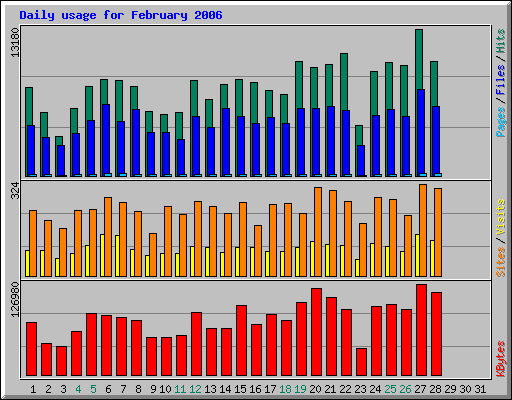 Daily usage for February 2006
13180
Pages / Files / Hits
324
Sites / Visits
126980
KBytes
1 2 3 4 5 6 7 8 9 10 11 12 13 14 15 16 17 18 19 20 21 22 23 24 25 26 27 28 29 30 31